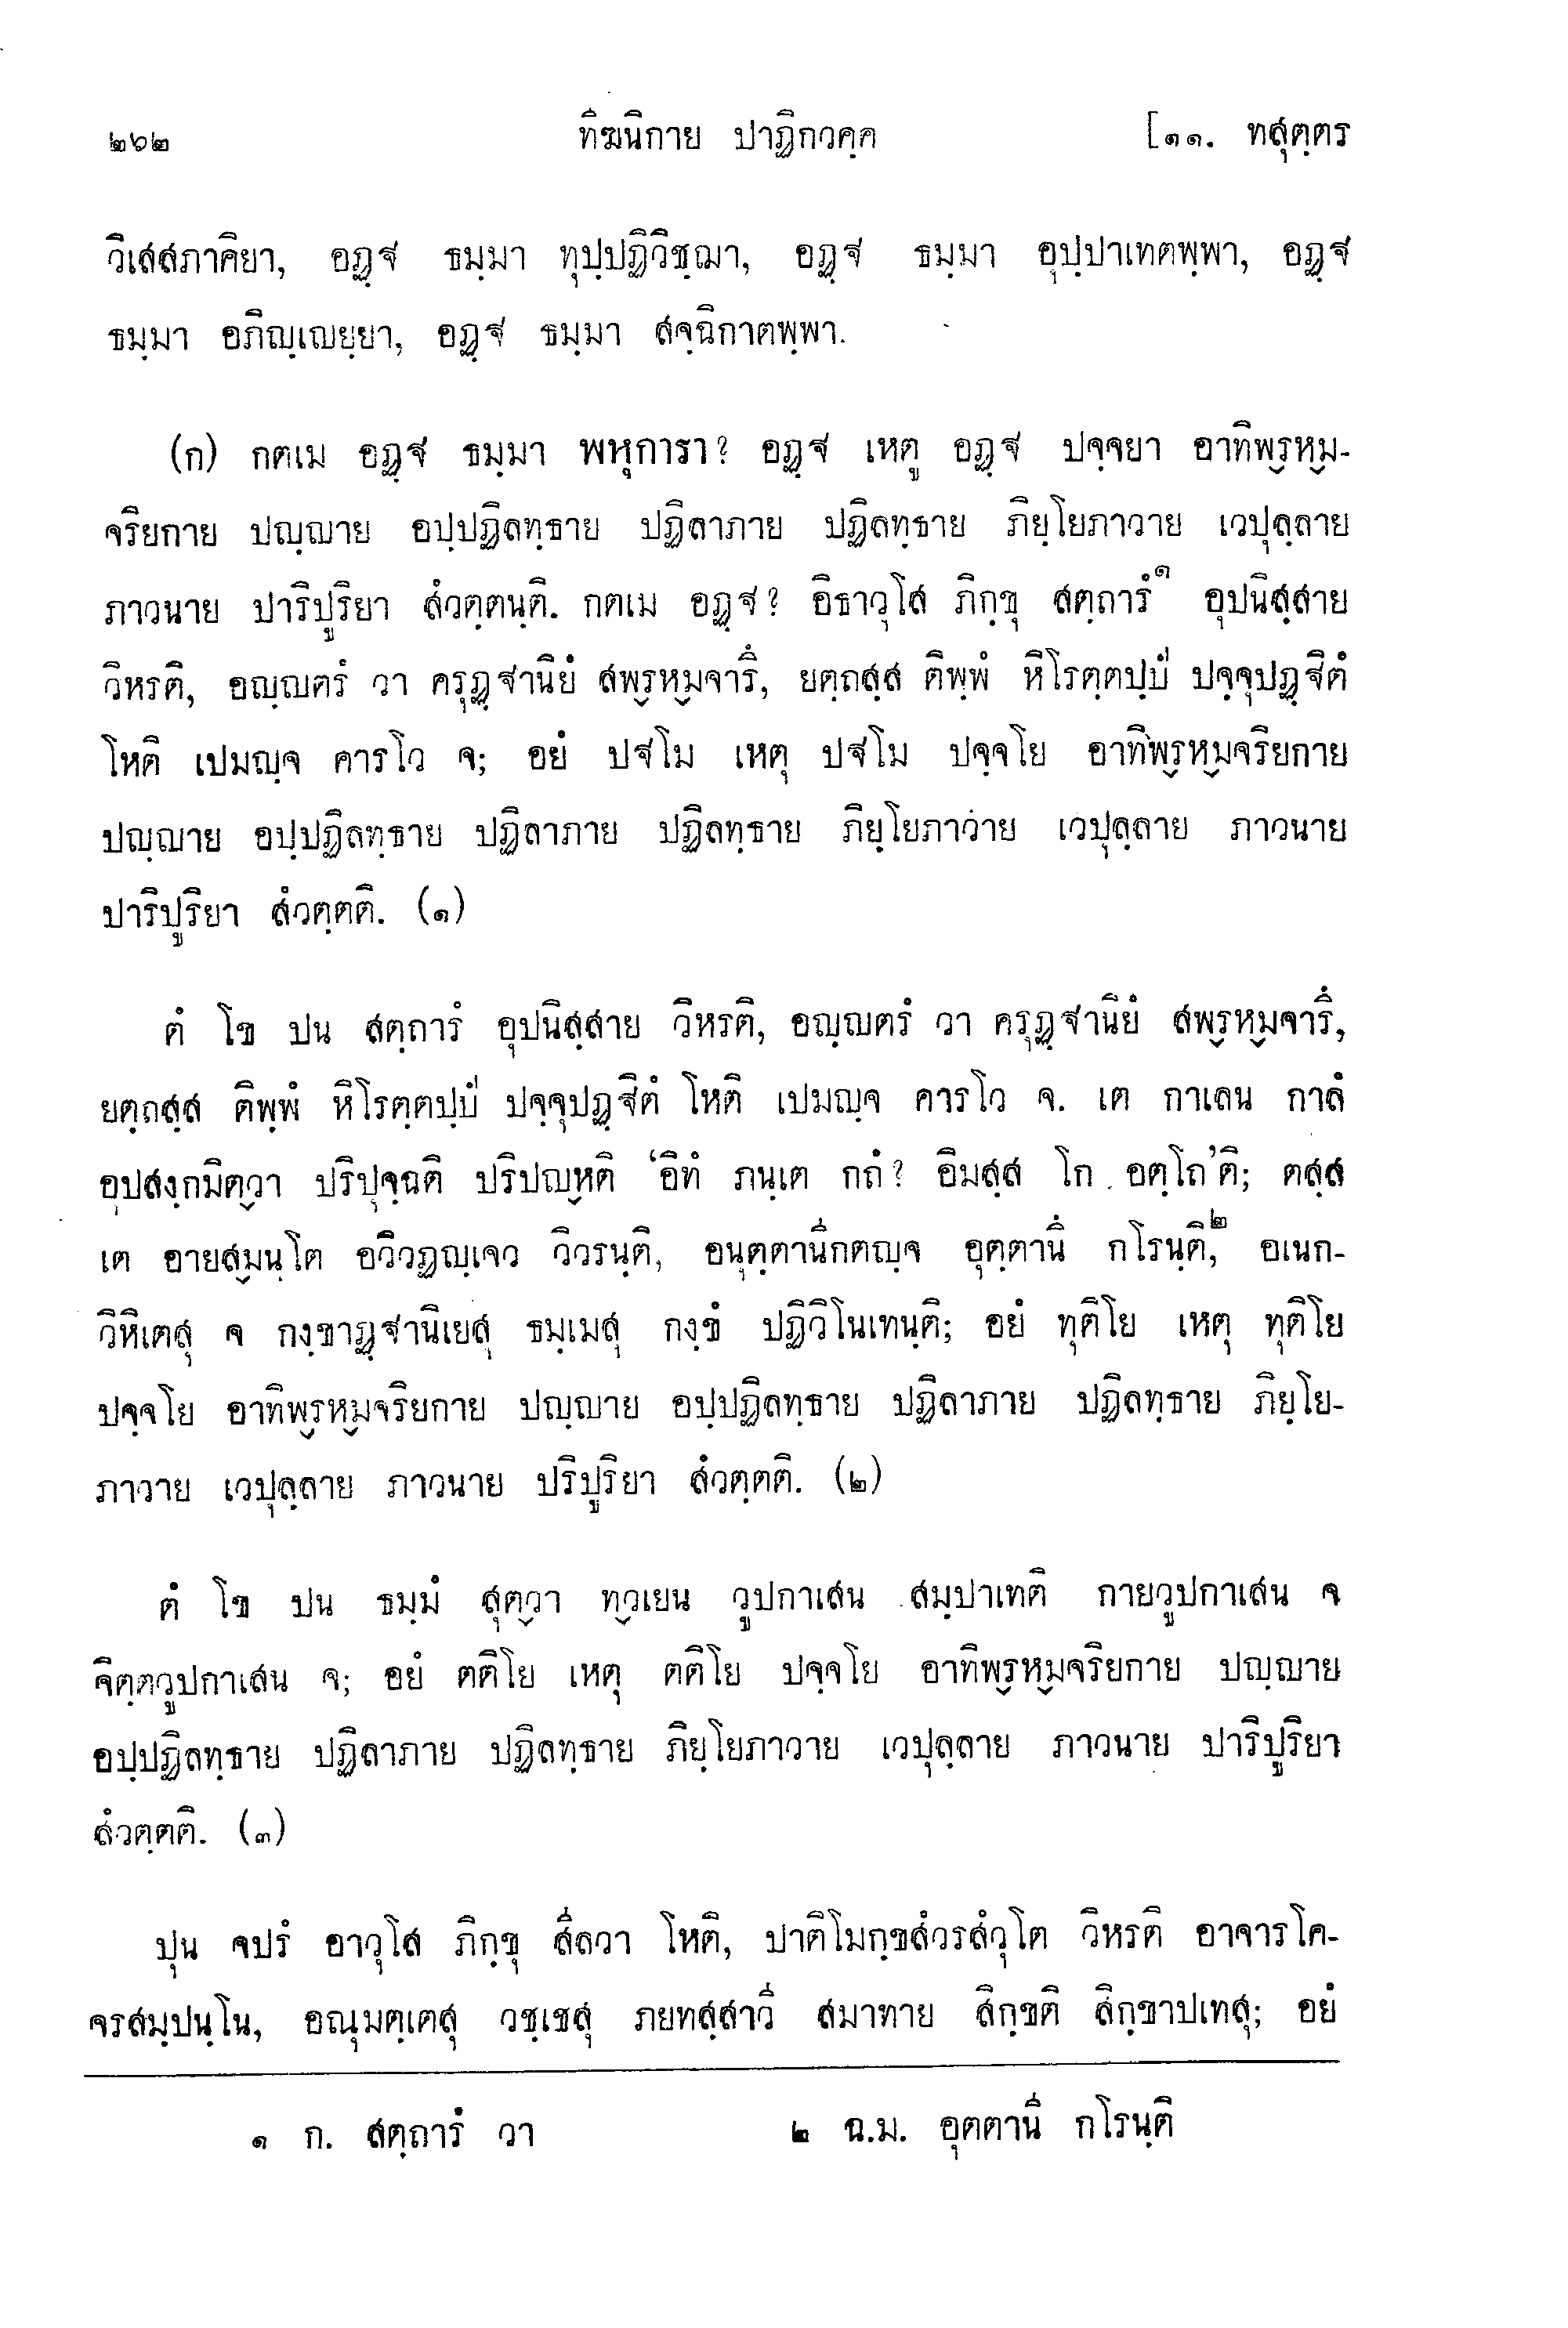 ๒๖๒ ทีฆนิกาย ปาฏิกวคฺค [๑๑. ทสุตฺตร
วิเสสภาคิยา, อฏฺฐ ธมฺมา ทุปฺปฏิวิชฺฌา, อฏฺฐ ธมฺมา อุปฺปาเทตพฺพา, อฏฺฐ
ธมฺมา อภิญฺเญยฺยา, อฏฺฐ ธมฺมา สจฺฉิกาตพฺพา.
(ก) กตเม อฏฺฐ ธมฺมา พหุการา? อฏฺฐ เหตู อฏฺฐ ปจฺจยา อาทิพฺรหฺม-
จริยกาย ปญฺญาย อปฺปฏิลทฺธาย ปฏิลาภาย ปฏิลทฺธาย ภิยฺโยภาวาย เวปุลฺลาย
ภาวนาย ปาริปูริยา สํวตฺตนฺติ. กตเม อฏฺฐ? อิธาวุโส ภิกฺขุ สตฺถารํ๑ อุปนิสฺสาย
วิหรติ, อญฺญตรํ วา ครุฏฺฐานียํ สพฺรหฺมจารึ, ยตฺถสฺส ติพฺพํ หิโรตฺตปฺปํ ปจฺจุปฏฺฐิตํ
โหติ เปมญฺจ คารโว จ; อยํ ปฐโม เหตุ ปฐโม ปจฺจโย อาทิพฺรหฺมจริยกาย
ปญฺญาย อปฺปฏิลทฺธาย ปฏิลาภาย ปฏิลทฺธาย ภิยฺโยภาวาย เวปุลฺลาย ภาวนาย
ปาริปูริยา สํวตฺตติ. (๑)
ตํ โข ปน สตฺถารํ อุปนิสฺสาย วิหรติ, อญฺญตรํ วา ครุฏฺฐานียํ สพฺรหฺมจารึ,
ยตฺถสฺส ติพฺพํ หิโรตฺตปฺปํ ปจฺจุปฏฺฐิตํ โหติ เปมญฺจ คารโว จ. เต กาเลน กาลํ
อุปสงฺกมิตฺวา ปริปุจฺฉติ ปริปญฺหติ ‘อิทํ ภนฺเต กถํ? อิมสฺส โก อตฺโถ’ติ; ตสฺส
เต อายสฺมนฺโต อวิวฏญฺเจว วิวรนฺติ, อนุตฺตานึกตญฺจ อุตฺตานึ กโรนฺติ,๒ อเนก-
วิหิเตสุ จ กงฺขาฏฺฐานิเยสุ ธมฺเมสุ กงฺขํ ปฏิวิโนเทนฺติ; อยํ ทุติโย เหตุ ทุติโย
ปจฺจโย อาทิพฺรหฺมจริยกาย ปญฺญาย อปฺปฏิลทฺธาย ปฏิลาภาย ปฏิลทฺธาย ภิยฺโย-
ภาวาย เวปุลฺลาย ภาวนาย ปริปูริยา สํวตฺตติ. (๒)
ตํ โข ปน ธมฺมํ สุตฺวา ทฺวเยน วูปกาเสน สมฺปาเทติ กายวูปกาเสน จ
จิตฺตวูปกาเสน จ; อยํ ตติโย เหตุ ตติโย ปจฺจโย อาทิพฺรหฺมจริยกาย ปญฺญาย
อปฺปฏิลทฺธาย ปฏิลาภาย ปฏิลทฺธาย ภิยฺโยภาวาย เวปุลฺลาย ภาวนาย ปาริปูริยา
สํวตฺตติ. (๓)
ปุน จปรํ อาวุโส ภิกฺขุ สีลวา โหติ, ปาติโมกฺขสํวรสํวุโต วิหรติ อาจารโค-
จรสมฺปนฺโน, อณุมตฺเตสุ วชฺเชสุ ภยทสฺสาวี สมาทาย สิกฺขติ สิกฺขาปเทสุ; อยํ
๑ ก. สตฺถารํ วา ๒ ฉ.ม. อุตตานี กโรนฺติ